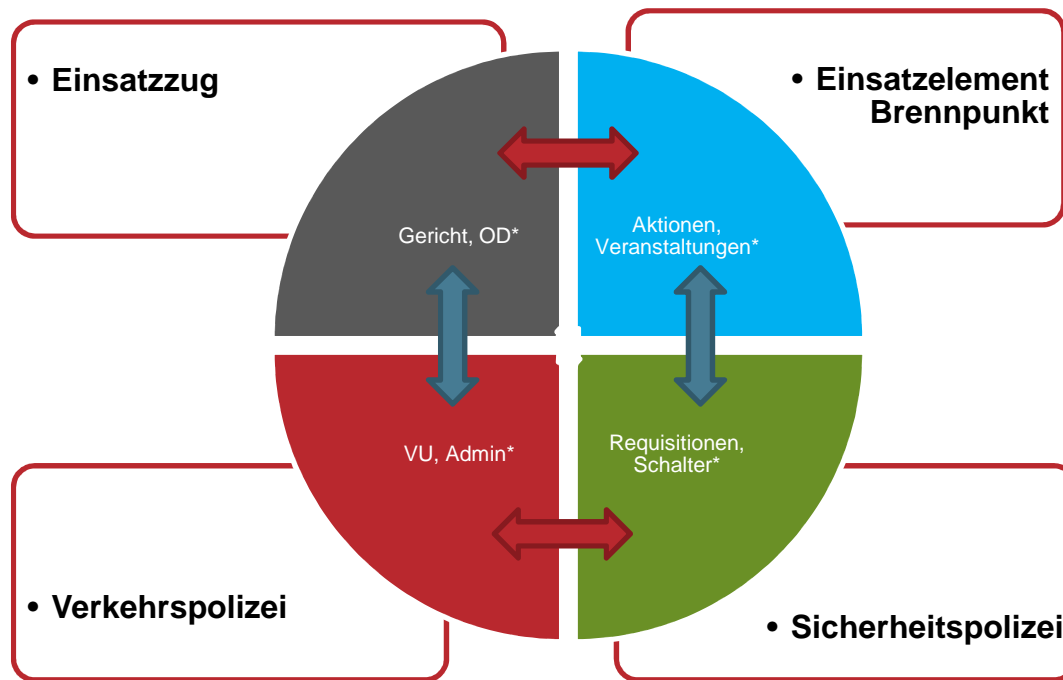 • Einsatzzug
• Einsatzelement
Brennpunkt
Gericht, OD*
Aktionen,
Veranstaltungen*
VU, Admin*
Requisitionen,
Schalter*
• Verkehrspolizei
• Sicherheitspolizei